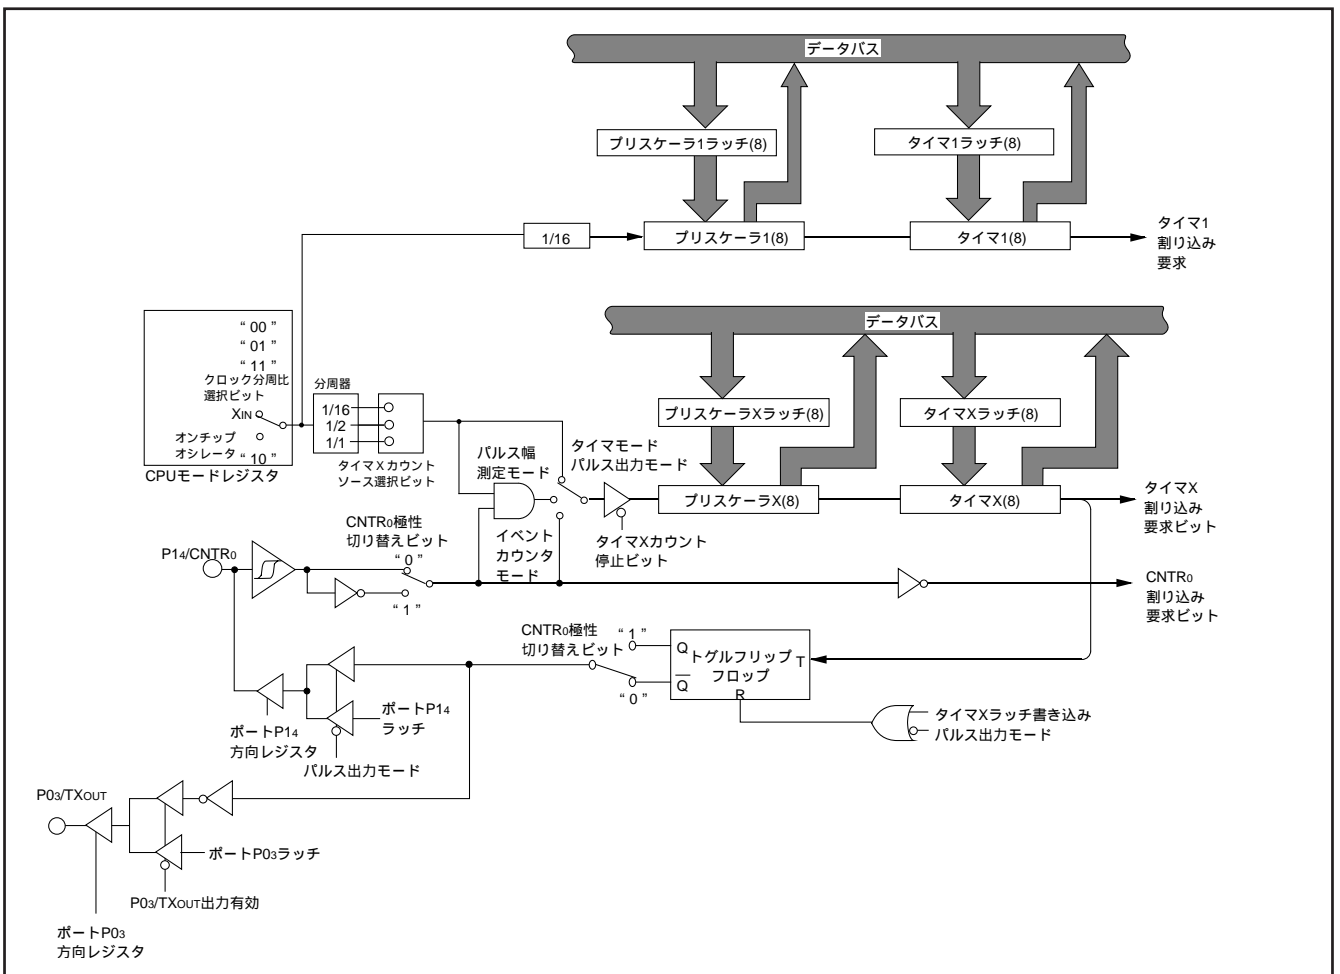 データバス
プリスケーラ1ラッチ(8)
タイマ1ラッチ(8)
1/16
プリスケーラ1(8)
タイマ1(8)
タイマ1
割り込み
要求
データバス
“ 00 ”
“ 01 ”
“ 11 ”
クロック分周比
選択ビット
XIN
オンチップ
オシレータ
“ 10 ”
CPUモードレジスタ
分周器
1/16
1/2
1/1
タイマXカウント
ソース選択ビット
パルス幅
測定モード
タイマモード
パルス出力モード
プリスケーラXラッチ(8)
タイマXラッチ(8)
プリスケーラX(8)
タイマX(8)
タイマX
割り込み
要求ビット
CNTR0極性
切り替えビット
“ 0 ”
“ 1 ”
イベント
カウンタ
モード
タイマXカウント
停止ビット
P14/CNTR0
CNTR0
割り込み
要求ビット
CNTR0極性
切り替えビット
“ 1 ”
“ 0 ”
Q
Q
トグルフリップ
フロップ
T
R
タイマXラッチ書き込み
パルス出力モード
ポートP14
ラッチ
ポートP14
方向レジスタ
パルス出力モード
P03/TXOUT
ポートP03ラッチ
P03/TXOUT出力有効
ポートP03
方向レジスタ